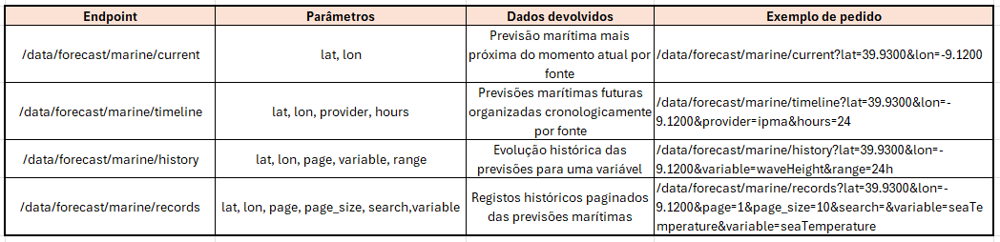 Endpoint Parâmetros Dados devolvidos Exemplo de pedido
/data/forecast/marine/current lat, lon Previsão marítima mais
próxima do momento atual por
fonte /data/forecast/marine/current?lat=39.9300&lon=-9.1200
/data/forecast/marine/timeline lat, lon, provider, hours Previsões marítimas futuras
organizadas cronologicamente
por fonte /data/forecast/marine/timeline?lat=39.9300&lon=-
9.1200&provider=ipma&hours=24
/data/forecast/marine/history lat, lon, page, variable, range Evolução histórica das
previsões para uma variável /data/forecast/marine/history?lat=39.9300&lon=-
9.1200&variable=waveHeight&range=24h
/data/forecast/marine/records lat, lon, page, page_size, search,variable Registos históricos paginados
das previsões marítimas /data/forecast/marine/records?lat=39.9300&lon=-
9.1200&page=1&page_size=10&search=&variable=seaTe
mperature&variable=seaTemperature